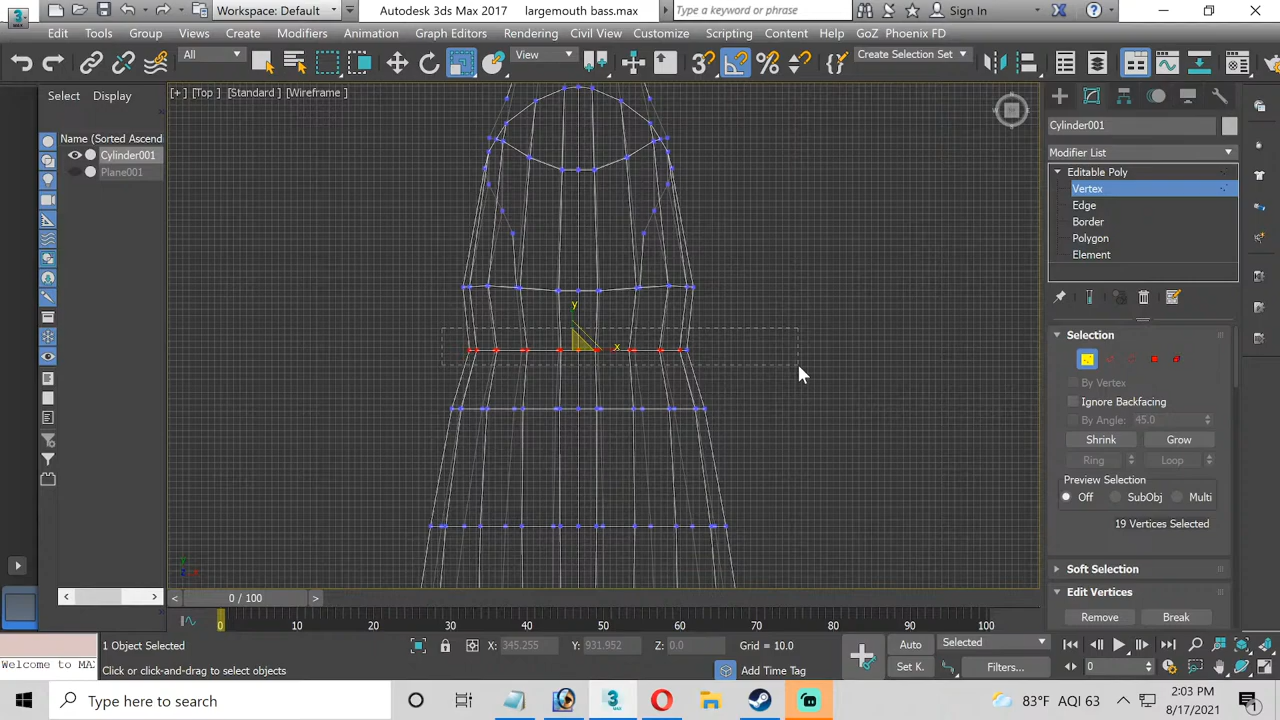 Workspace: Default
Autodesk 3ds Max 2017 largemouth bass.max
Type a keyword or phrase
Sign In
File Edit Tools Group Views Create Modifiers Animation Graph Editors Rendering Civil View Customize Scripting Content Help GoZ Phoenix FD
All
View
Create Selection Set
Select Display
[+] [Top] [Standard] [Wireframe]
Name (Sorted Ascend
Cylinder001
Plane001
Cylinder001
Modifier List
Editable Poly
Vertex
Edge
Border
Polygon
Element
Selection
By Vertex
Ignore Backfacing
By Angle: 45.0
Shrink Grow
Ring Loop
Preview Selection
Off SubObj Multi
19 Vertices Selected
Soft Selection
Edit Vertices
Remove Break
y
x
0 / 100
0 10 20 30 40 50 60 70 80 90 100
1 Object Selected
X: 345.255 Y: 931.952 Z: 0.0 Grid = 10.0
Auto Selected
Welcome to MA
Click or click-and-drag to select objects
Add Time Tag
Set K. Filters...
0
Type here to search
83°F AQI 63
2:03 PM
8/17/2021
1